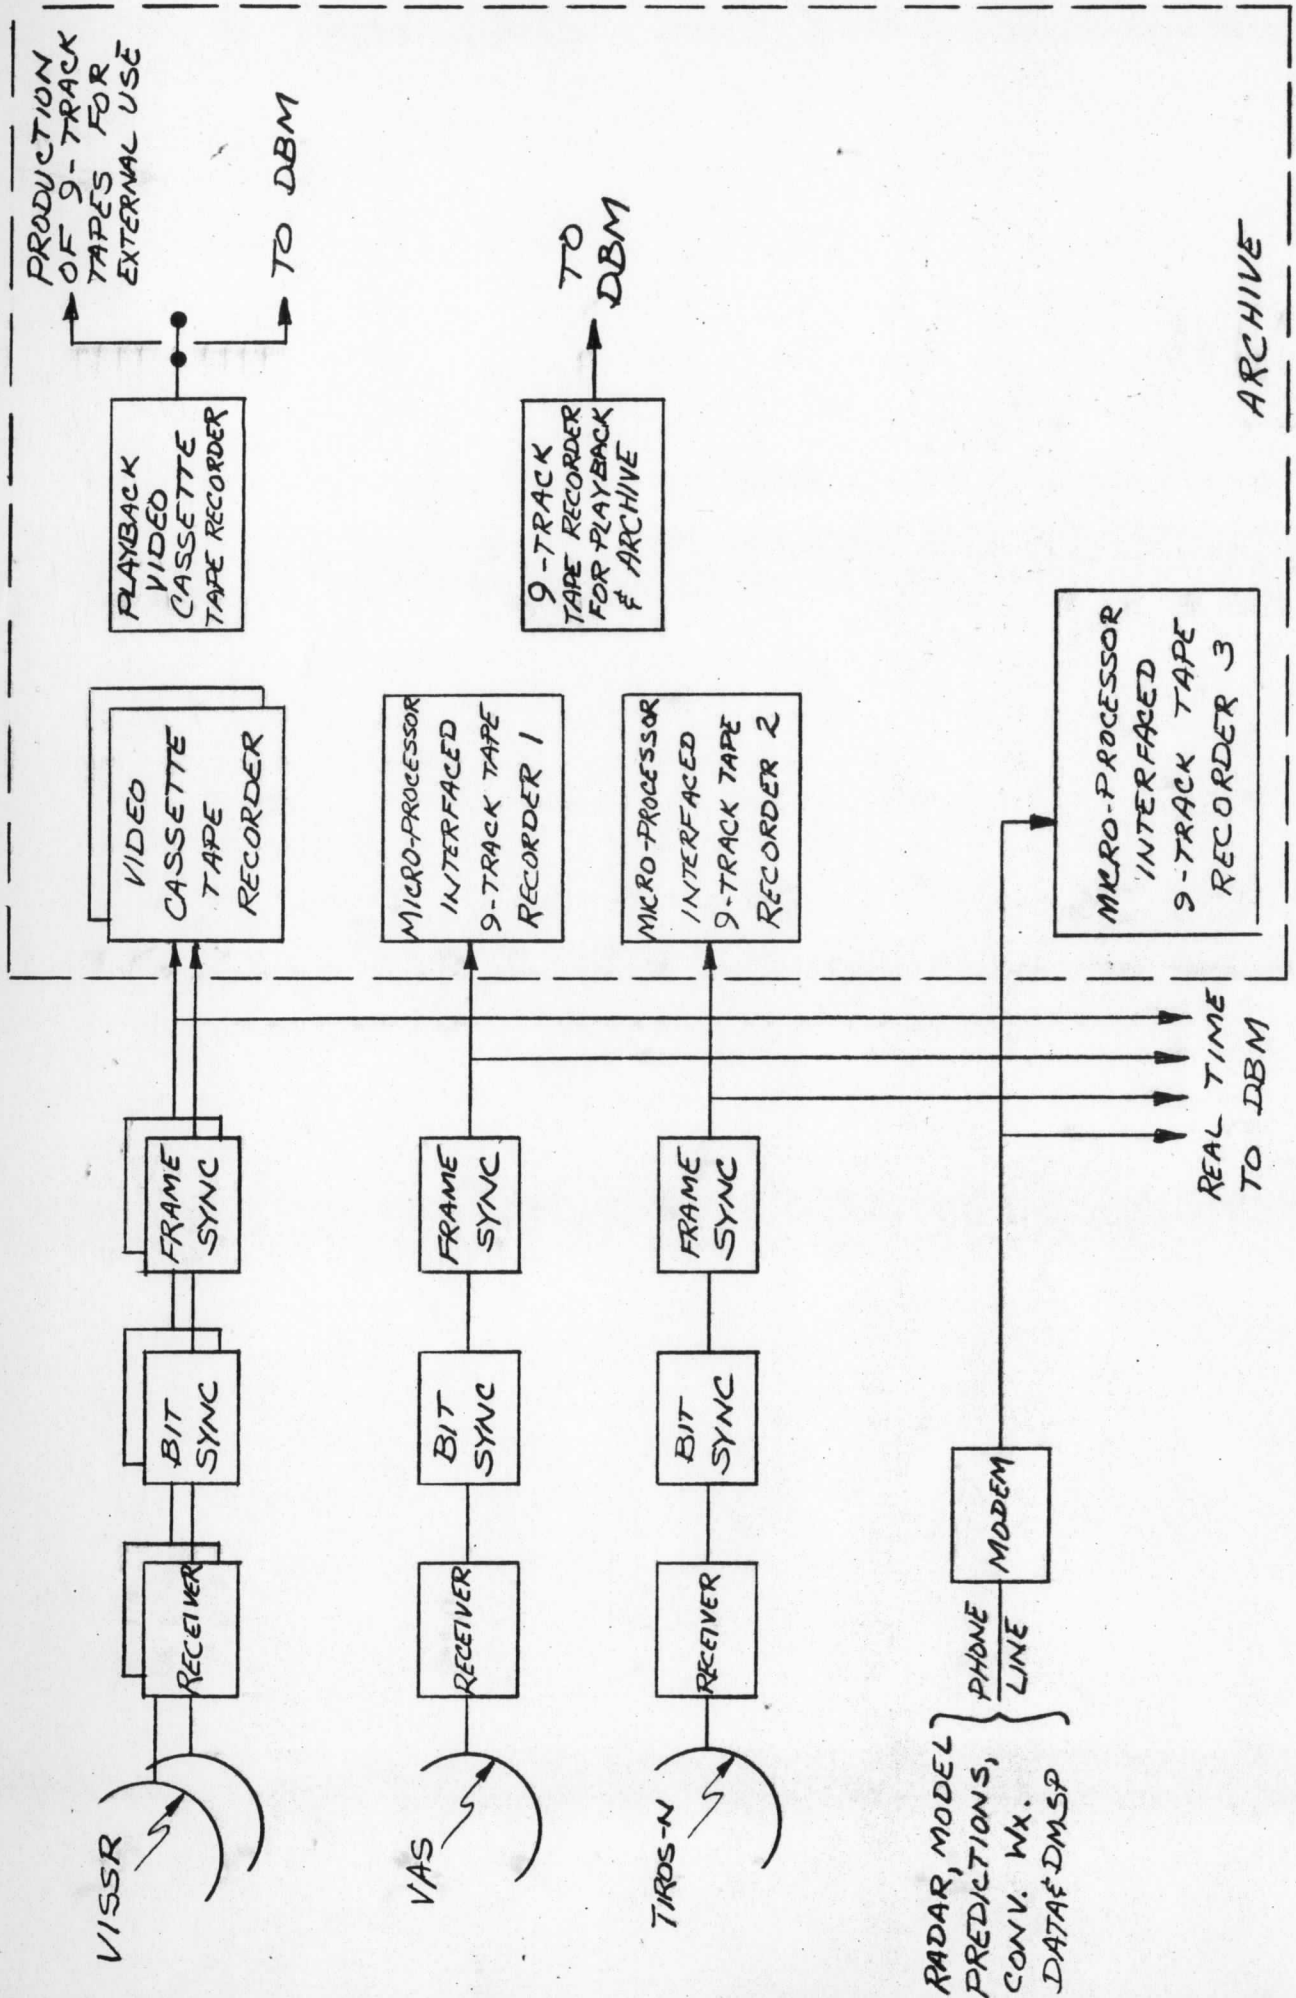 VISSR
RECEIVER
BIT
SYNC
FRAME
SYNC
VIDEO
CASSETTE
TAPE
RECORDER
PLAYBACK
VIDEO
CASSETTE
TAPE RECORDER
PRODUCTION
OF 9-TRACK
TAPES FOR
EXTERNAL USE
TO DBM
VAS
RECEIVER
BIT
SYNC
FRAME
SYNC
MICRO-PROCESSOR
INTERFACED
9-TRACK TAPE
RECORDER 1
9-TRACK
TAPE RECORDER
FOR PLAYBACK
& ARCHIVE
TO
DBM
TIROS-N
RECEIVER
BIT
SYNC
FRAME
SYNC
MICRO-PROCESSOR
INTERFACED
9-TRACK TAPE
RECORDER 2
RADAR, MODEL
PREDICTIONS,
CONV. WX.
DATA & DMSP
PHONE
LINE
MODEM
REAL TIME
TO DBM
MICRO-PROCESSOR
INTERFACED
9-TRACK TAPE
RECORDER 3
ARCHIVE